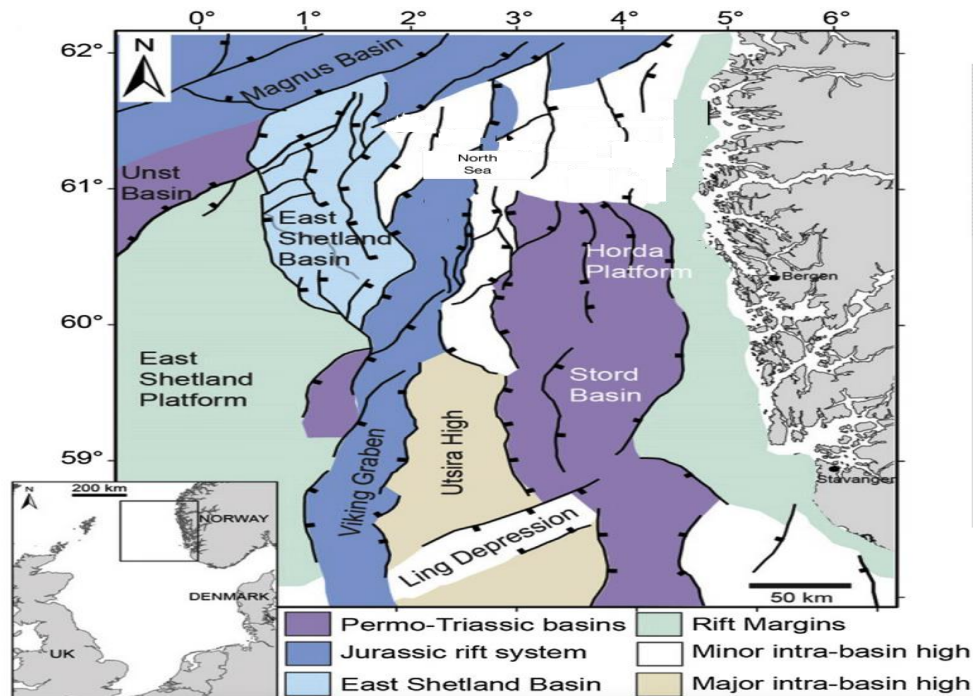 0° 1° 2° 3° 4° 5° 6°
62°
61°
60°
59°
N
Magnus Basin
North
Sea
Unst
Basin
East
Shetland
Basin
Horda
Platform
Bergen
East
Shetland
Platform
Stord
Basin
Utsira High
Viking Graben
Stavanger
Ling Depression
50 km
N
200 km
NORWAY
DENMARK
UK
Permo-Triassic basins
Rift Margins
Jurassic rift system
Minor intra-basin high
East Shetland Basin
Major intra-basin high